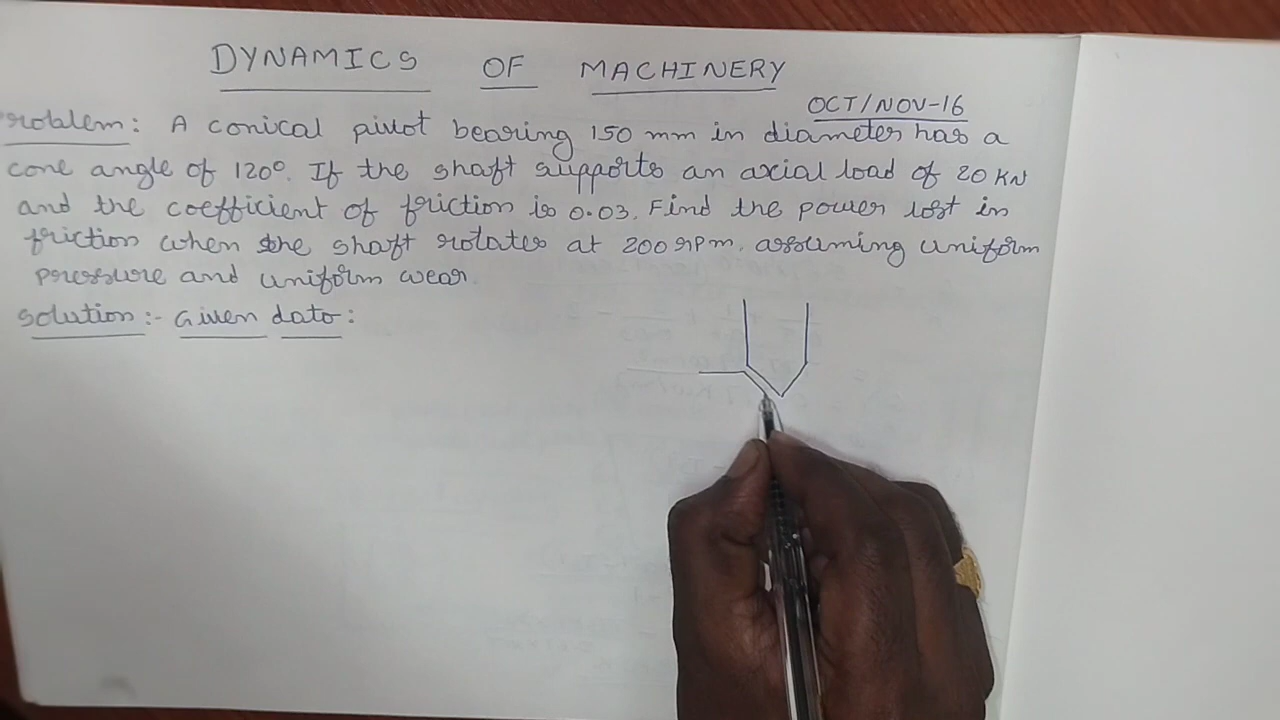 DYNAMICS OF MACHINERY
OCT/NOV-16
roblem: A conical pivot bearing 150 mm in diameter has a
cone angle of 120°. If the shaft supports an axial load of 20 KN
and the coefficient of friction is 0.03. Find the power lost in
friction when the shaft rotates at 200 rpm, assuming uniform
pressure and uniform wear.
Solution:- Given data: